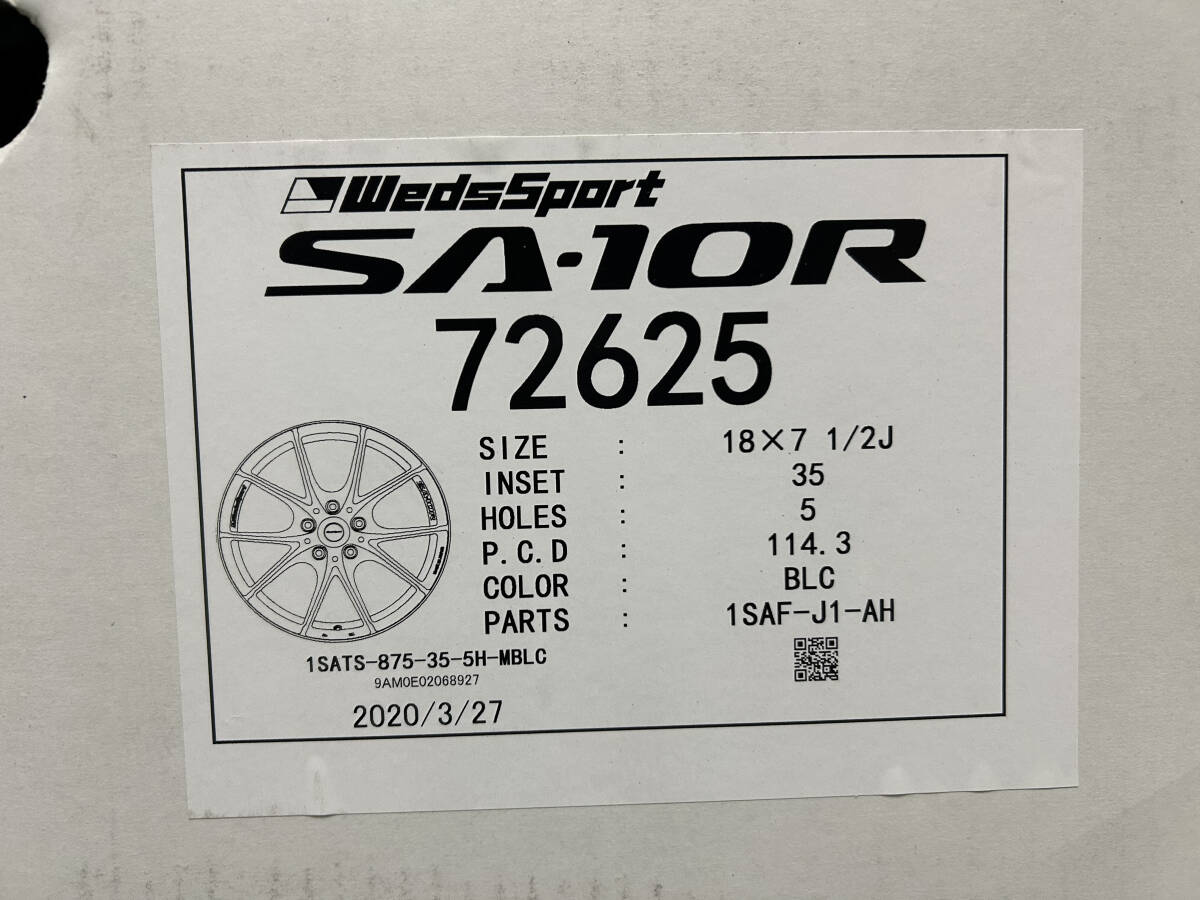 WedsSport
SA-10R
72625
SIZE : 18×7 1/2J
INSET : 35
HOLES : 5
P.C.D : 114.3
COLOR : BLC
PARTS : 1SAF-J1-AH
WedsSport
1SATS-875-35-5H-MBLC
9AM0E02068927
2020/3/27